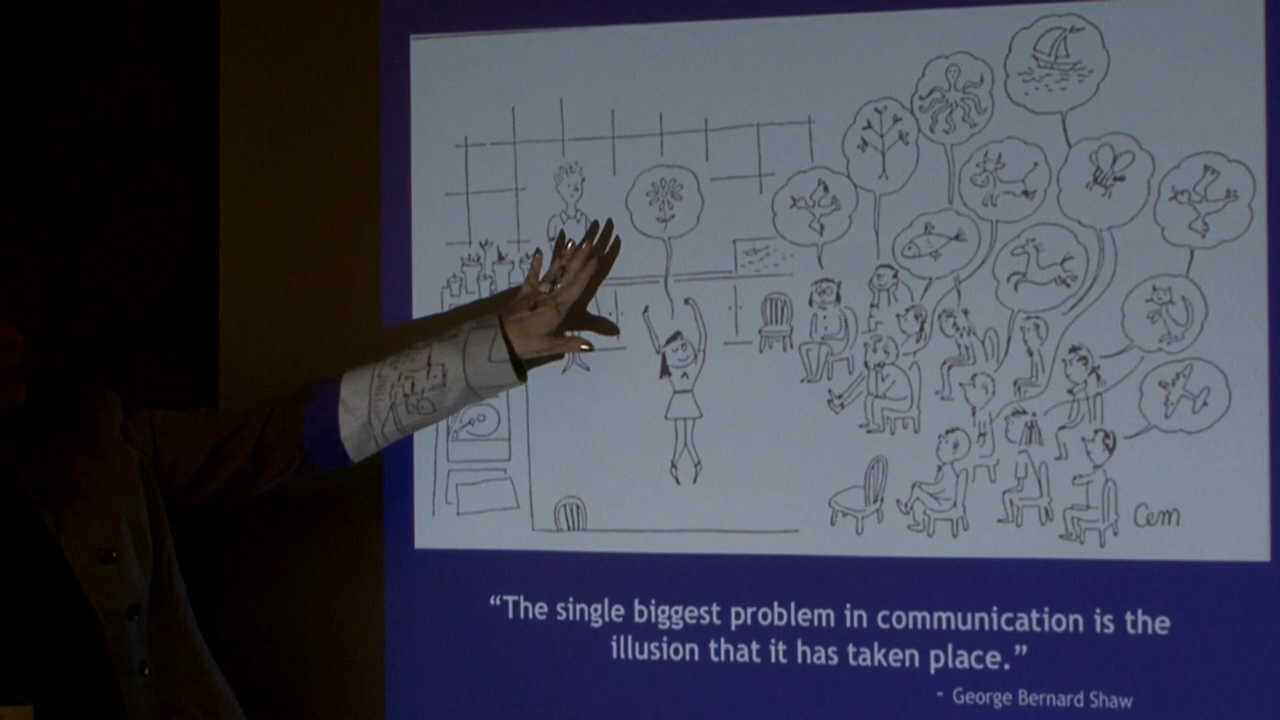 Cem
“The single biggest problem in communication is the
illusion that it has taken place.”
- George Bernard Shaw